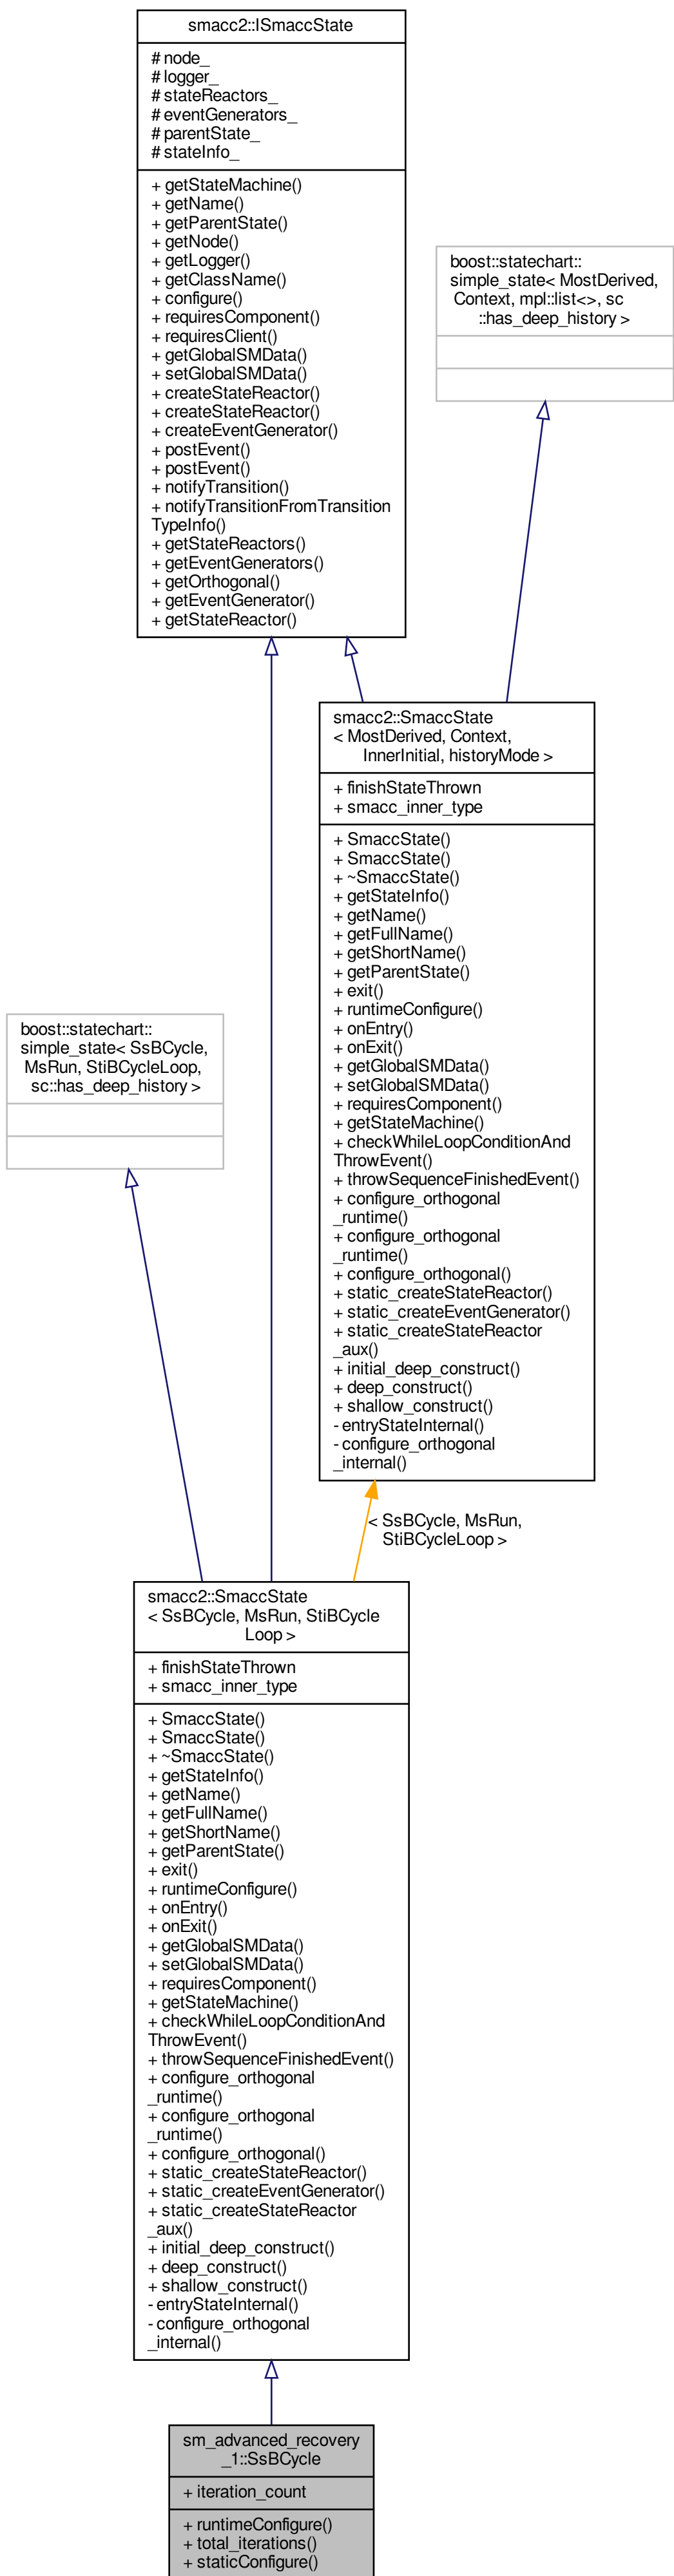 smacc2::ISmaccState
# node_
# logger_
# stateReactors_
# eventGenerators_
# parentState_
# stateInfo_
+ getStateMachine()
+ getName()
+ getParentState()
+ getNode()
+ getLogger()
+ getClassName()
+ configure()
+ requiresComponent()
+ requiresClient()
+ getGlobalSMData()
+ setGlobalSMData()
+ createStateReactor()
+ createStateReactor()
+ createEventGenerator()
+ postEvent()
+ postEvent()
+ notifyTransition()
+ notifyTransitionFromTransition
TypeInfo()
+ getStateReactors()
+ getEventGenerators()
+ getOrthogonal()
+ getEventGenerator()
+ getStateReactor()
boost::statechart::
simple_state< MostDerived,
Context, mpl::list<>, sc
::has_deep_history >
smacc2::SmaccState
< MostDerived, Context,
InnerInitial, historyMode >
+ finishStateThrown
+ smacc_inner_type
+ SmaccState()
+ SmaccState()
+ ~SmaccState()
+ getStateInfo()
+ getName()
+ getFullName()
+ getShortName()
+ getParentState()
+ exit()
+ runtimeConfigure()
+ onEntry()
+ onExit()
+ getGlobalSMData()
+ setGlobalSMData()
+ requiresComponent()
+ getStateMachine()
+ checkWhileLoopConditionAnd
ThrowEvent()
+ throwSequenceFinishedEvent()
+ configure_orthogonal
_runtime()
+ configure_orthogonal
_runtime()
+ configure_orthogonal()
+ static_createStateReactor()
+ static_createEventGenerator()
+ static_createStateReactor
_aux()
+ initial_deep_construct()
+ deep_construct()
+ shallow_construct()
- entryStateInternal()
- configure_orthogonal
_internal()
boost::statechart::
simple_state< SsBCycle,
MsRun, StiBCycleLoop,
sc::has_deep_history >
< SsBCycle, MsRun,
StiBCycleLoop >
smacc2::SmaccState
< SsBCycle, MsRun, StiBCycle
Loop >
+ finishStateThrown
+ smacc_inner_type
+ SmaccState()
+ SmaccState()
+ ~SmaccState()
+ getStateInfo()
+ getName()
+ getFullName()
+ getShortName()
+ getParentState()
+ exit()
+ runtimeConfigure()
+ onEntry()
+ onExit()
+ getGlobalSMData()
+ setGlobalSMData()
+ requiresComponent()
+ getStateMachine()
+ checkWhileLoopConditionAnd
ThrowEvent()
+ throwSequenceFinishedEvent()
+ configure_orthogonal
_runtime()
+ configure_orthogonal
_runtime()
+ configure_orthogonal()
+ static_createStateReactor()
+ static_createEventGenerator()
+ static_createStateReactor
_aux()
+ initial_deep_construct()
+ deep_construct()
+ shallow_construct()
- entryStateInternal()
- configure_orthogonal
_internal()
sm_advanced_recovery
_1::SsBCycle
+ iteration_count
+ runtimeConfigure()
+ total_iterations()
+ staticConfigure()